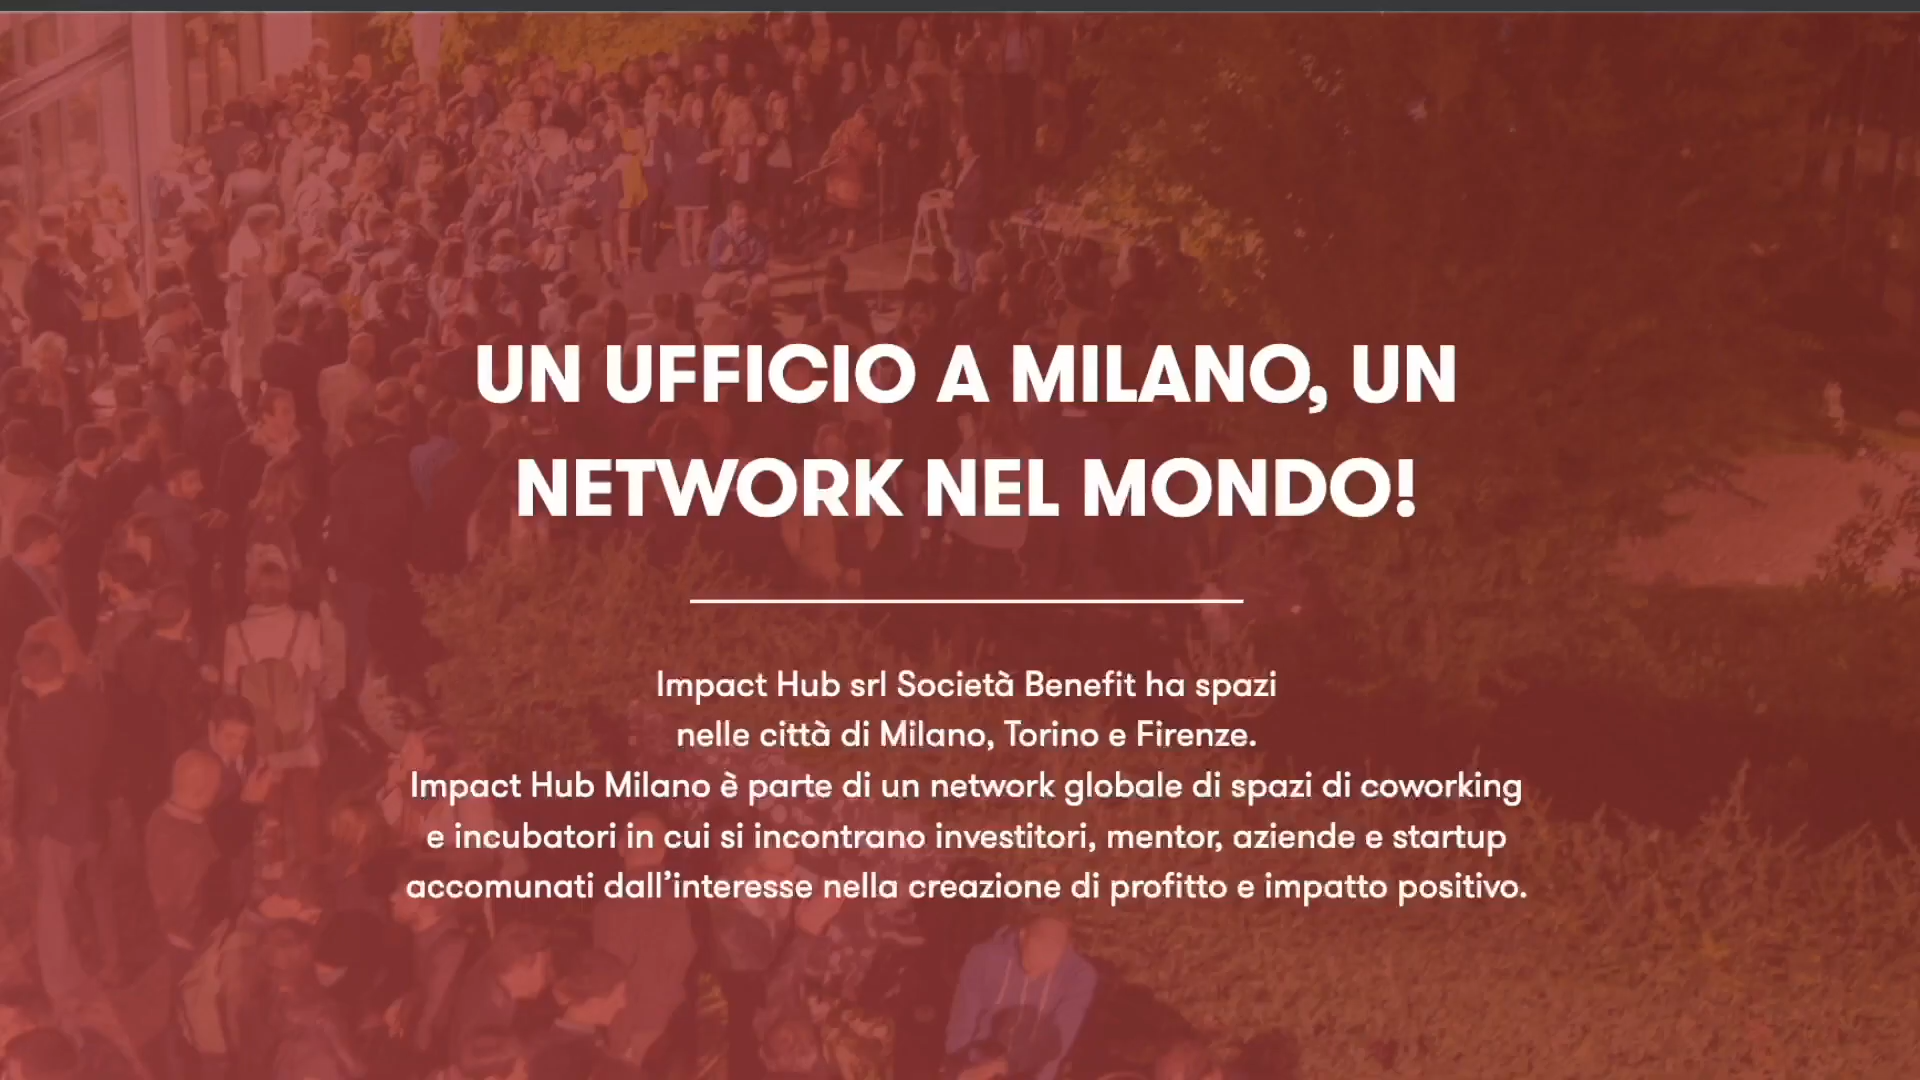 UN UFFICIO A MILANO, UN
NETWORK NEL MONDO!
Impact Hub srl Società Benefit ha spazi
nelle città di Milano, Torino e Firenze.
Impact Hub Milano è parte di un network globale di spazi di coworking
e incubatori in cui si incontrano investitori, mentor, aziende e startup
accomunati dall’interesse nella creazione di profitto e impatto positivo.